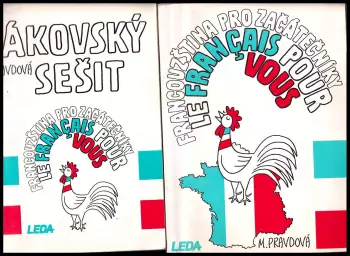 ÁKOVSKÝ
AVDOVÁ
SEŠIT
FRANCOUZŠTINA PRO ZAČÁTEČNÍKY
LE FRANÇAIS POUR
VOUS
LEDA
FRANCOUZŠTINA PRO ZAČÁTEČNÍKY
LE FRANÇAIS POUR
VOUS
LEDA
M.PRAVDOVÁ